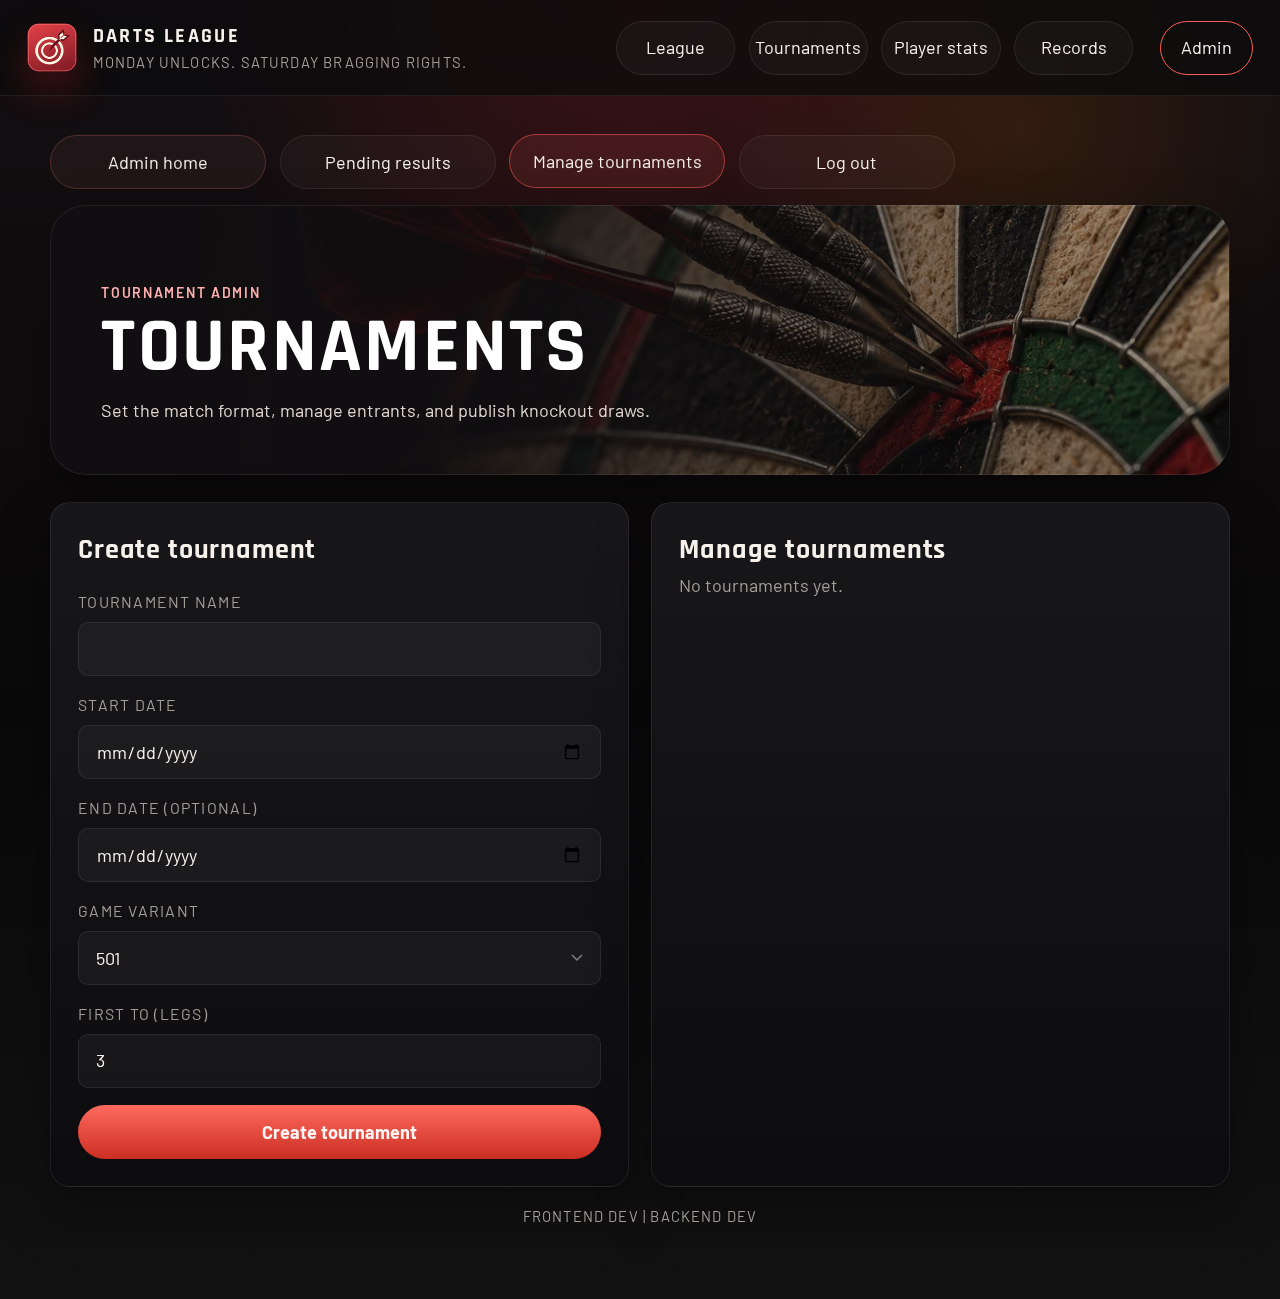 DARTS LEAGUE
MONDAY UNLOCKS. SATURDAY BRAGGING RIGHTS.
League
Tournaments
Player stats
Records
Admin
Admin home
Pending results
Manage tournaments
Log out
TOURNAMENT ADMIN
TOURNAMENTS
Set the match format, manage entrants, and publish knockout draws.
Create tournament
TOURNAMENT NAME
START DATE
mm/dd/yyyy
END DATE (OPTIONAL)
mm/dd/yyyy
GAME VARIANT
501
FIRST TO (LEGS)
3
Create tournament
Manage tournaments
No tournaments yet.
FRONTEND DEV | BACKEND DEV